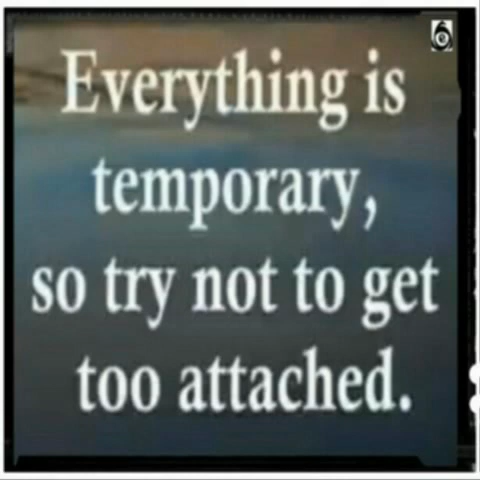 Everything is
temporary,
so try not to get
too attached.